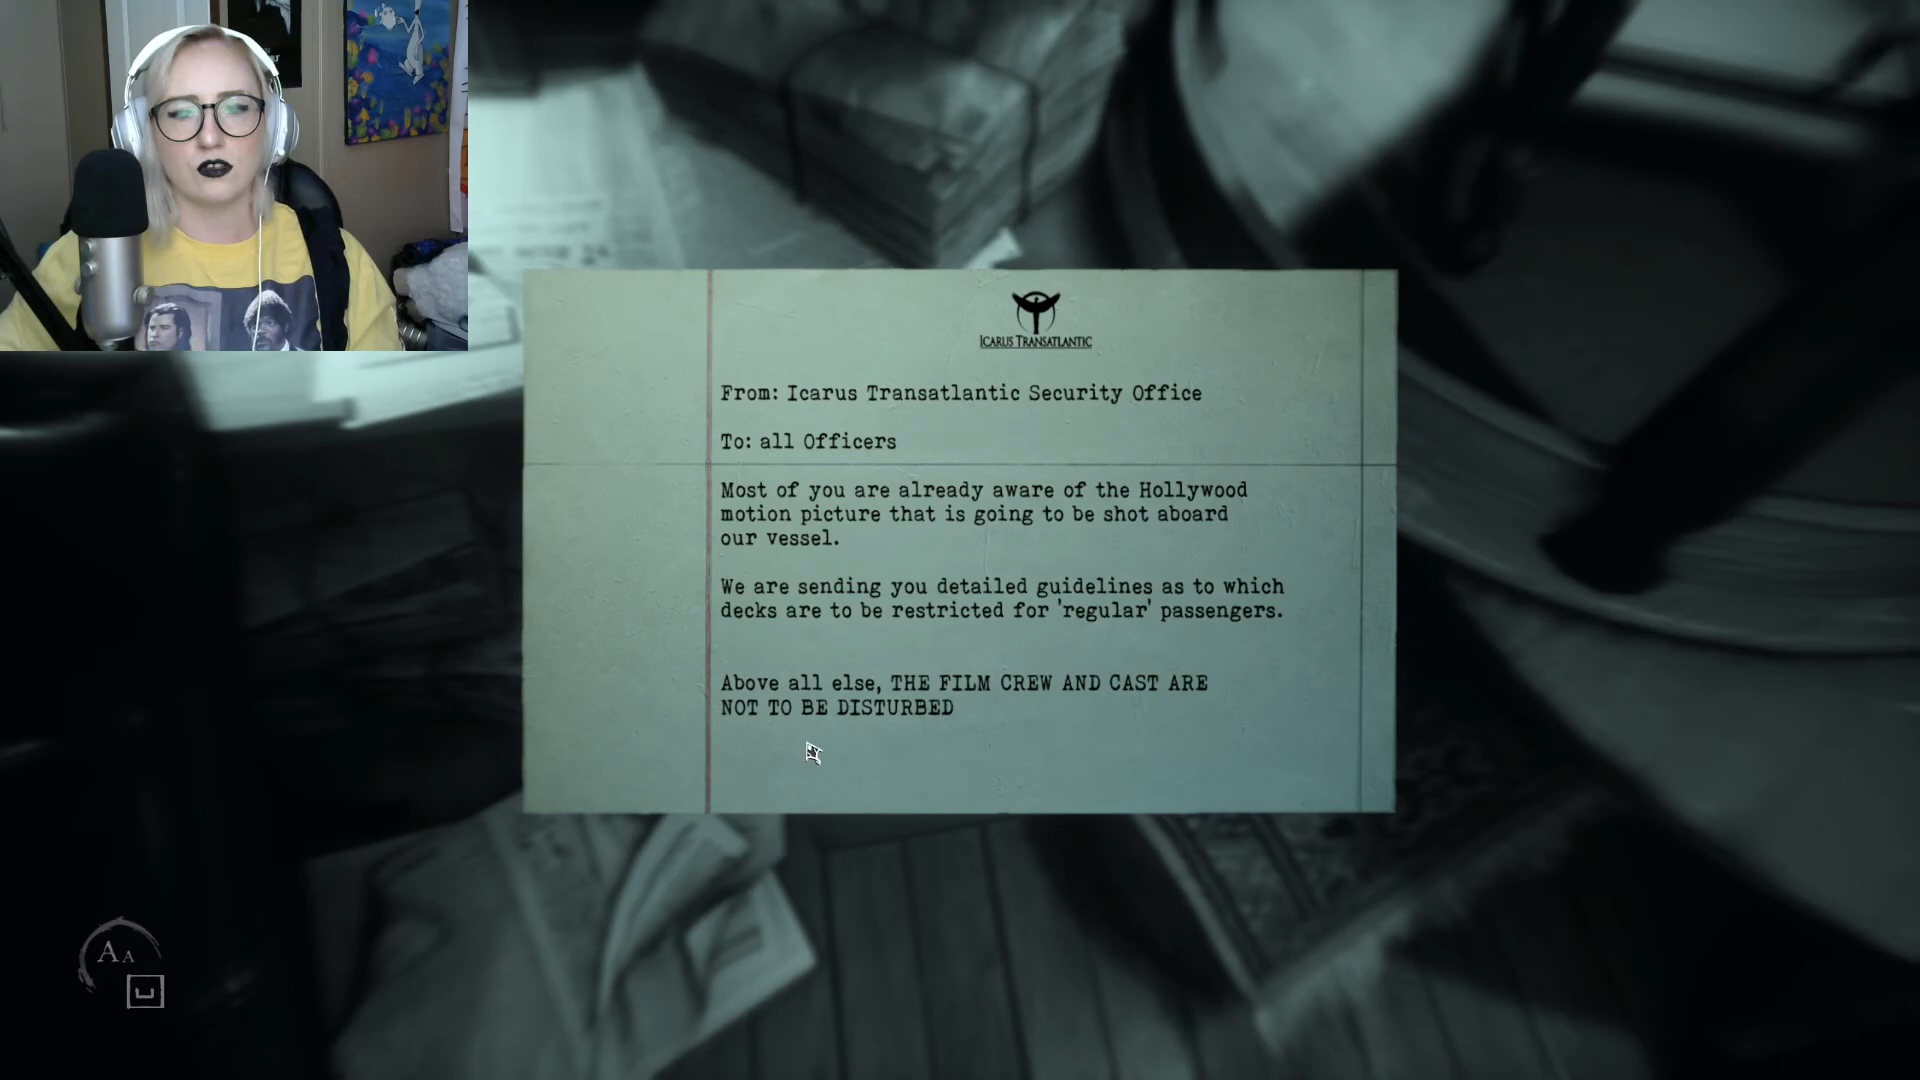 ICARUS TRANSATLANTIC
From: Icarus Transatlantic Security Office
To: all Officers
Most of you are already aware of the Hollywood
motion picture that is going to be shot aboard
our vessel.
We are sending you detailed guidelines as to which
decks are to be restricted for 'regular' passengers.
Above all else, THE FILM CREW AND CAST ARE
NOT TO BE DISTURBED
AA